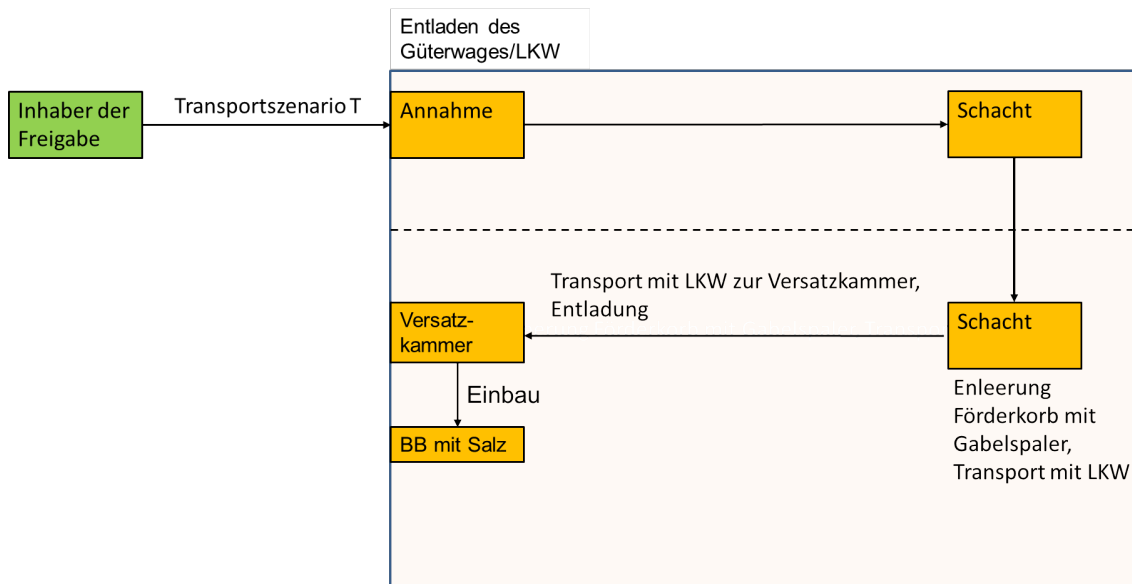 Entladen des
Güterwages/LKW
Inhaber der
Freigabe
Transportszenario T
Annahme
Schacht
Transport mit LKW zur Versatzkammer,
Entladung
Versatz-
kammer
Schacht
Einbau
Enleerung
Förderkorb mit
Gabelspaler,
Transport mit LKW
BB mit Salz